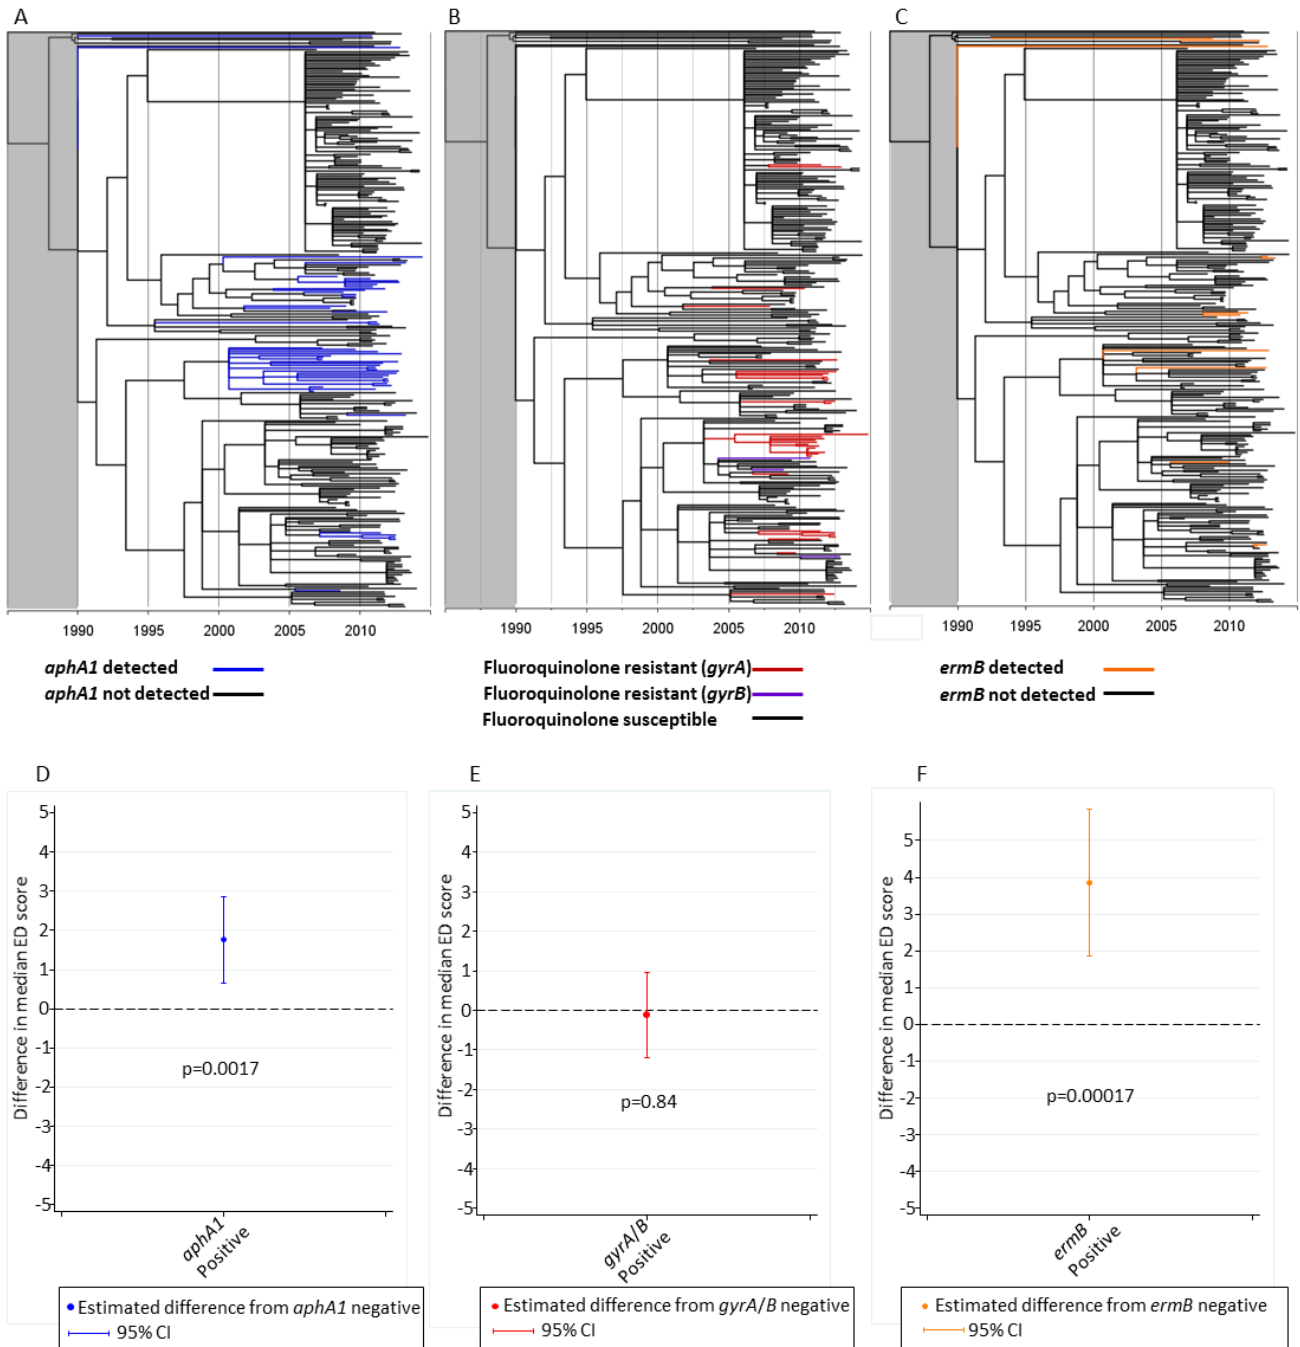 A
B
C
1990 1995 2000 2005 2010
1990 1995 2000 2005 2010
1990 1995 2000 2005 2010
aphA1 detected
aphA1 not detected
Fluoroquinolone resistant (gyrA)
Fluoroquinolone resistant (gyrB)
Fluoroquinolone susceptible
ermB detected
ermB not detected
D
Difference in median ED score
5
4
3
2
1
0
-1
-2
-3
-4
-5
p=0.0017
aphA1
Positive
Estimated difference from aphA1 negative
95% CI
E
Difference in median ED score
5
4
3
2
1
0
-1
-2
-3
-4
-5
p=0.84
gyrA/B
Positive
Estimated difference from gyrA/B negative
95% CI
F
Difference in median ED score
5
4
3
2
1
0
-1
-2
-3
-4
-5
p=0.00017
ermB
Positive
Estimated difference from ermB negative
95% CI